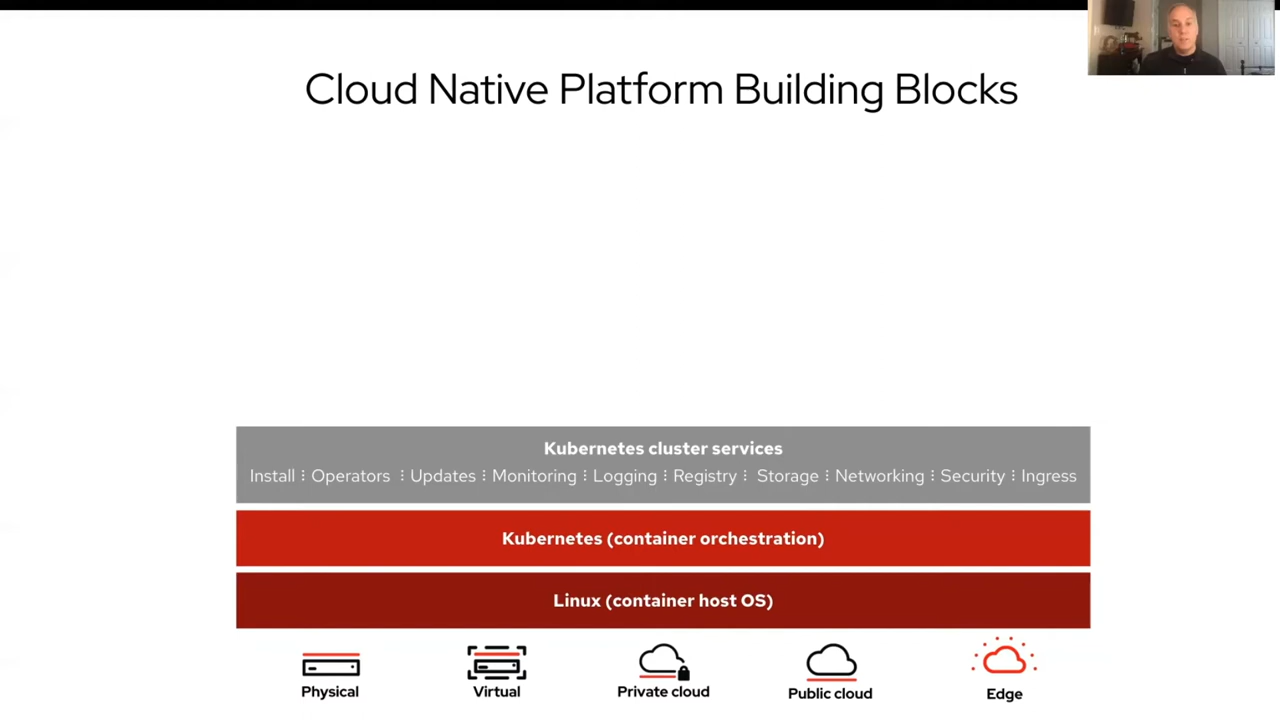 Cloud Native Platform Building Blocks
Kubernetes cluster services
Install ⋮ Operators ⋮ Updates ⋮ Monitoring ⋮ Logging ⋮ Registry ⋮ Storage ⋮ Networking ⋮ Security ⋮ Ingress
Kubernetes (container orchestration)
Linux (container host OS)
Physical Virtual Private cloud Public cloud Edge